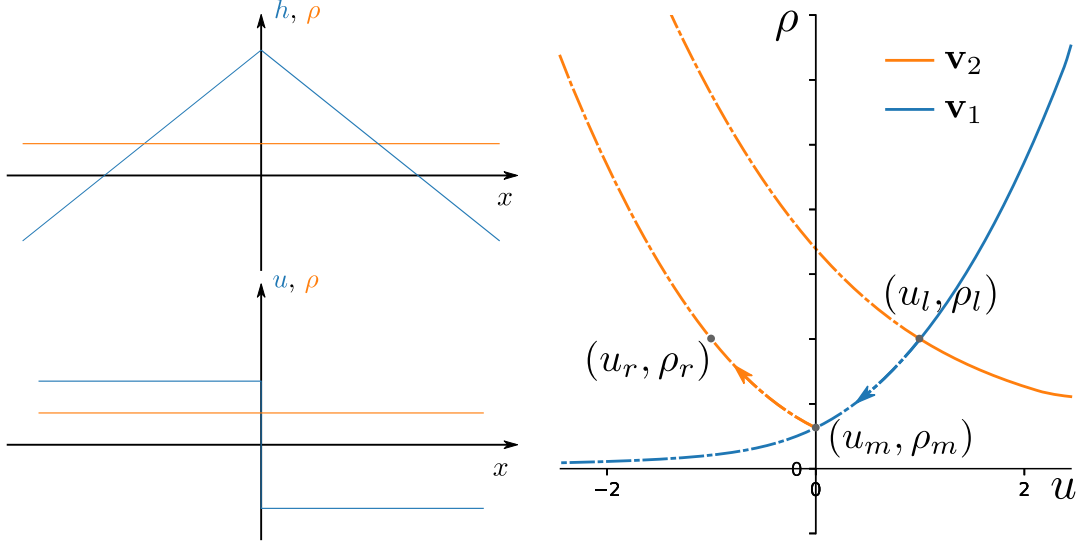 h, ρ
x
u, ρ
x
ρ
v₂
v₁
(uₗ, ρₗ)
(uᵣ, ρᵣ)
(uₘ, ρₘ)
0
−2
0
2
u